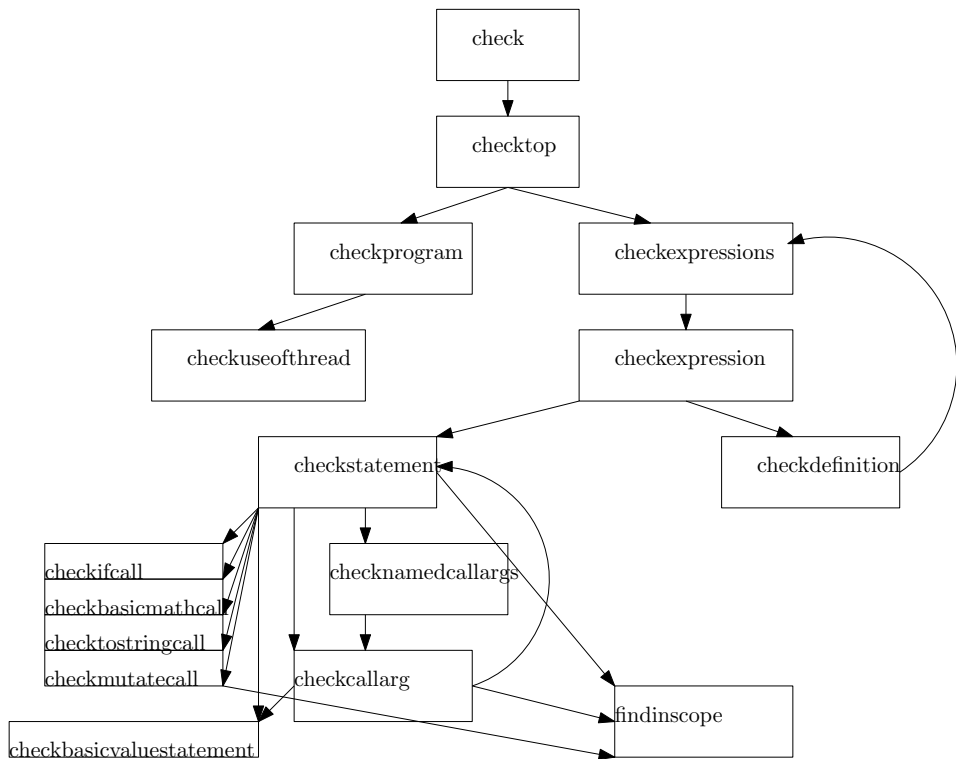 check
checktop
checkprogram
checkexpressions
checkuseofthread
checkexpression
checkstatement
checkdefinition
checkifcall
checknamedcallargs
checkbasicmathcall
checktostringcall
checkmutatecall
checkcallarg
findinscope
checkbasicvaluestatement